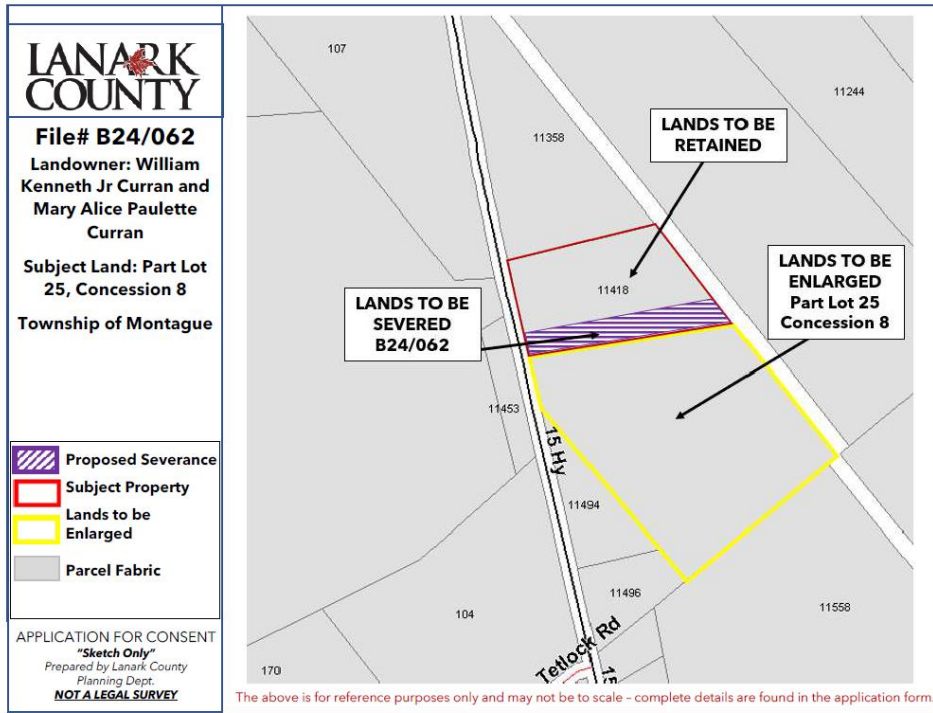 LANARK
COUNTY
File# B24/062
Landowner: William
Kenneth Jr Curran and
Mary Alice Paulette
Curran
Subject Land: Part Lot
25, Concession 8
Township of Montague
Proposed Severance
Subject Property
Lands to be
Enlarged
Parcel Fabric
APPLICATION FOR CONSENT
"Sketch Only"
Prepared by Lanark County
Planning Dept.
NOT A LEGAL SURVEY
107
11244
11358
LANDS TO BE
RETAINED
LANDS TO BE
ENLARGED
Part Lot 25
Concession 8
11418
LANDS TO BE
SEVERED
B24/062
11453
15 Hy
11494
11496
11558
104
Tetlock Rd
170
15
The above is for reference purposes only and may not be to scale – complete details are found in the application form.